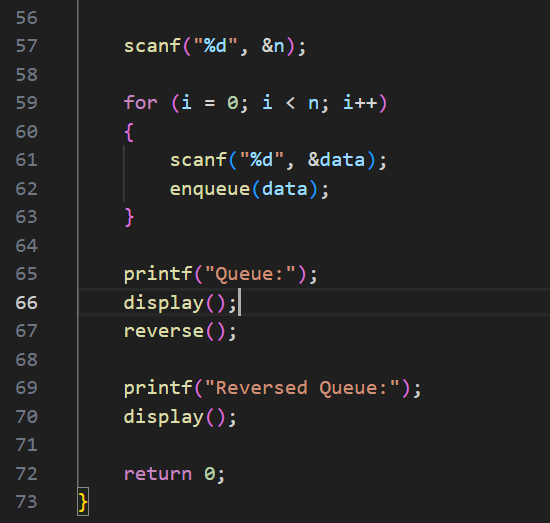 56
57 scanf("%d", &n);
58
59 for (i = 0; i < n; i++)
60 {
61 scanf("%d", &data);
62 enqueue(data);
63 }
64
65 printf("Queue:");
66 display();
67 reverse();
68
69 printf("Reversed Queue:");
70 display();
71
72 return 0;
73 }